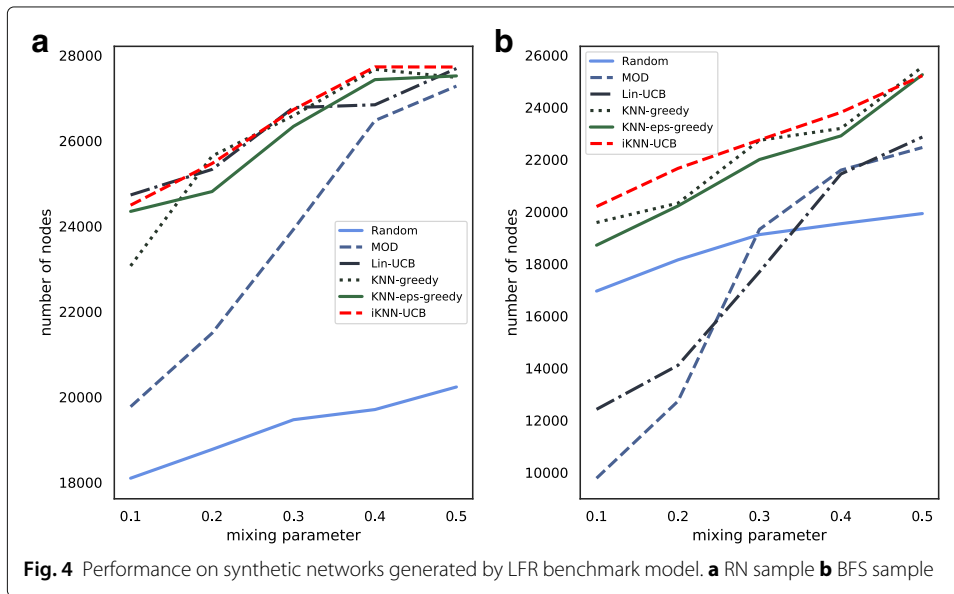 a
28000
26000
24000
22000
20000
18000
number of nodes
Random
MOD
Lin-UCB
KNN-greedy
KNN-eps-greedy
iKNN-UCB
0.1 0.2 0.3 0.4 0.5
mixing parameter
b
26000
24000
22000
20000
18000
16000
14000
12000
10000
number of nodes
Random
MOD
Lin-UCB
KNN-greedy
KNN-eps-greedy
iKNN-UCB
0.1 0.2 0.3 0.4 0.5
mixing parameter
Fig. 4 Performance on synthetic networks generated by LFR benchmark model. a RN sample b BFS sample